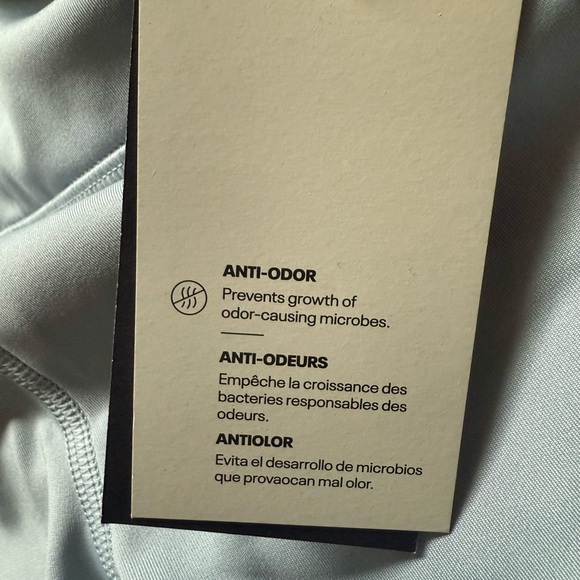 ANTI-ODOR
Prevents growth of
odor-causing microbes.
ANTI-ODEURS
Empêche la croissance des
bacteries responsables des
odeurs.
ANTIOLOR
Evita el desarrollo de microbios
que provaocan mal olor.